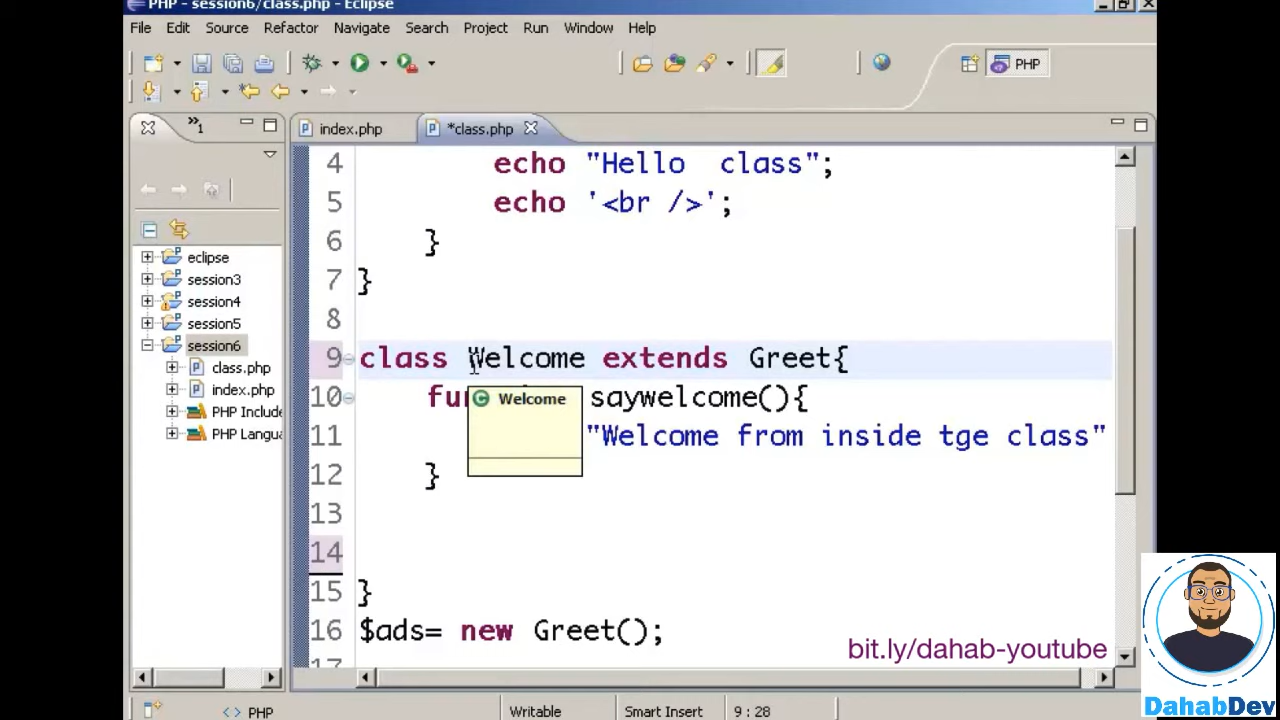 PHP - session6/class.php - Eclipse
File Edit Source Refactor Navigate Search Project Run Window Help
PHP
1
index.php
*class.php
eclipse
session3
session4
session5
session6
class.php
index.php
PHP Include
PHP Langua
4 echo "Hello  class";
5 echo '<br />';
6 }
7 }
8
9 class Welcome extends Greet{
10 fun saywelcome(){
Welcome
11 "Welcome from inside tge class"
12 }
13
14
15 }
16 $ads= new Greet();
17
bit.ly/dahab-youtube
PHP Writable Smart Insert 9 : 28
DahabDev